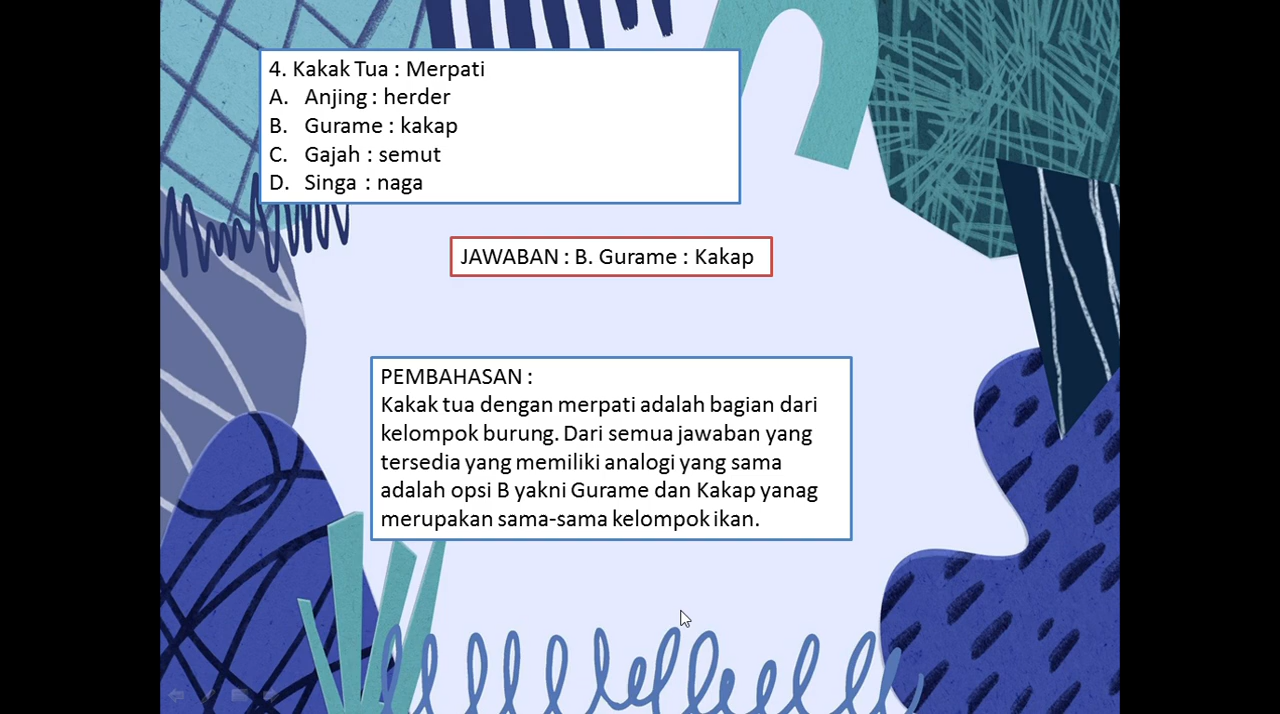 4. Kakak Tua : Merpati
A. Anjing : herder
B. Gurame : kakap
C. Gajah : semut
D. Singa : naga
JAWABAN : B. Gurame : Kakap
PEMBAHASAN :
Kakak tua dengan merpati adalah bagian dari
kelompok burung. Dari semua jawaban yang
tersedia yang memiliki analogi yang sama
adalah opsi B yakni Gurame dan Kakap yanag
merupakan sama-sama kelompok ikan.